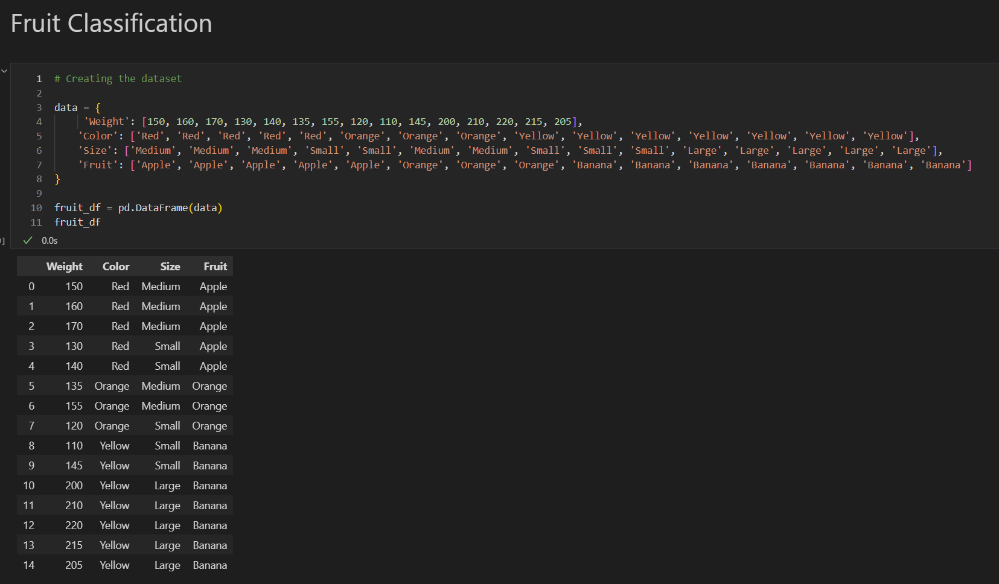 Fruit Classification
1 # Creating the dataset
2
3 data = {
4 'Weight': [150, 160, 170, 130, 140, 135, 155, 120, 110, 145, 200, 210, 220, 215, 205],
5 'Color': ['Red', 'Red', 'Red', 'Red', 'Red', 'Orange', 'Orange', 'Orange', 'Yellow', 'Yellow', 'Yellow', 'Yellow', 'Yellow', 'Yellow', 'Yellow'],
6 'Size': ['Medium', 'Medium', 'Medium', 'Small', 'Small', 'Medium', 'Medium', 'Small', 'Small', 'Small', 'Large', 'Large', 'Large', 'Large', 'Large'],
7 'Fruit': ['Apple', 'Apple', 'Apple', 'Apple', 'Apple', 'Orange', 'Orange', 'Orange', 'Banana', 'Banana', 'Banana', 'Banana', 'Banana', 'Banana', 'Banana']
8 }
9
10 fruit_df = pd.DataFrame(data)
11 fruit_df
] 0.0s
Weight Color Size Fruit
0 150 Red Medium Apple
1 160 Red Medium Apple
2 170 Red Medium Apple
3 130 Red Small Apple
4 140 Red Small Apple
5 135 Orange Medium Orange
6 155 Orange Medium Orange
7 120 Orange Small Orange
8 110 Yellow Small Banana
9 145 Yellow Small Banana
10 200 Yellow Large Banana
11 210 Yellow Large Banana
12 220 Yellow Large Banana
13 215 Yellow Large Banana
14 205 Yellow Large Banana